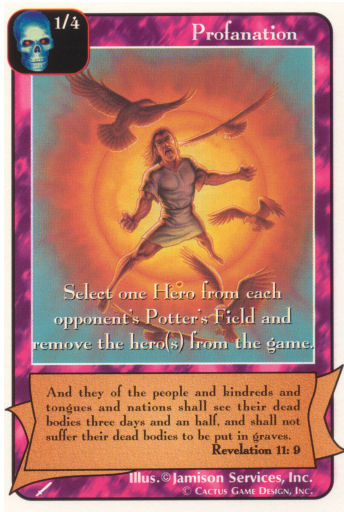 1/4
Profanation
Select one Hero from each
opponent's Potter's Field and
remove the hero(s) from the game.
And they of the people and kindreds and
tongues and nations shall see their dead
bodies three days and an half, and shall not
suffer their dead bodies to be put in graves.
Revelation 11: 9
Illus.©Jamison Services, Inc.
© CACTUS GAME DESIGN, INC.